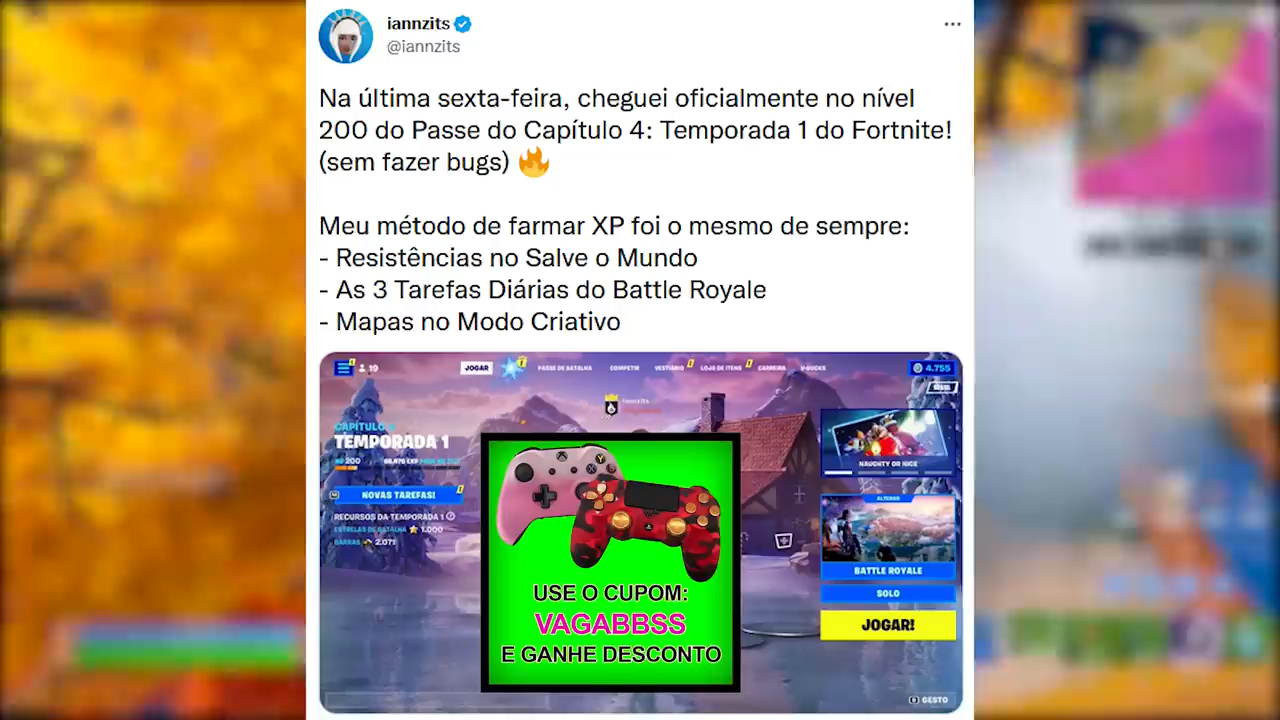 iannzits
@iannzits
Na última sexta-feira, cheguei oficialmente no nível
200 do Passe do Capítulo 4: Temporada 1 do Fortnite!
(sem fazer bugs) 🔥
Meu método de farmar XP foi o mesmo de sempre:
- Resistências no Salve o Mundo
- As 3 Tarefas Diárias do Battle Royale
- Mapas no Modo Criativo
19
JOGAR
PASSE DE BATALHA
COMPETIR
VESTIÁRIO
LOJA DE ITENS
CARREIRA
V-BUCKS
4.755
CAPÍTULO
TEMPORADA 1
200
NOVAS TAREFAS!
RECURSOS DA TEMPORADA 1
ESTRELAS DE BATALHA 1.000
BARRAS 2.071
NAUGHTY OR NICE
BATTLE ROYALE
SOLO
JOGAR!
GESTO
USE O CUPOM:
VAGABBSS
E GANHE DESCONTO